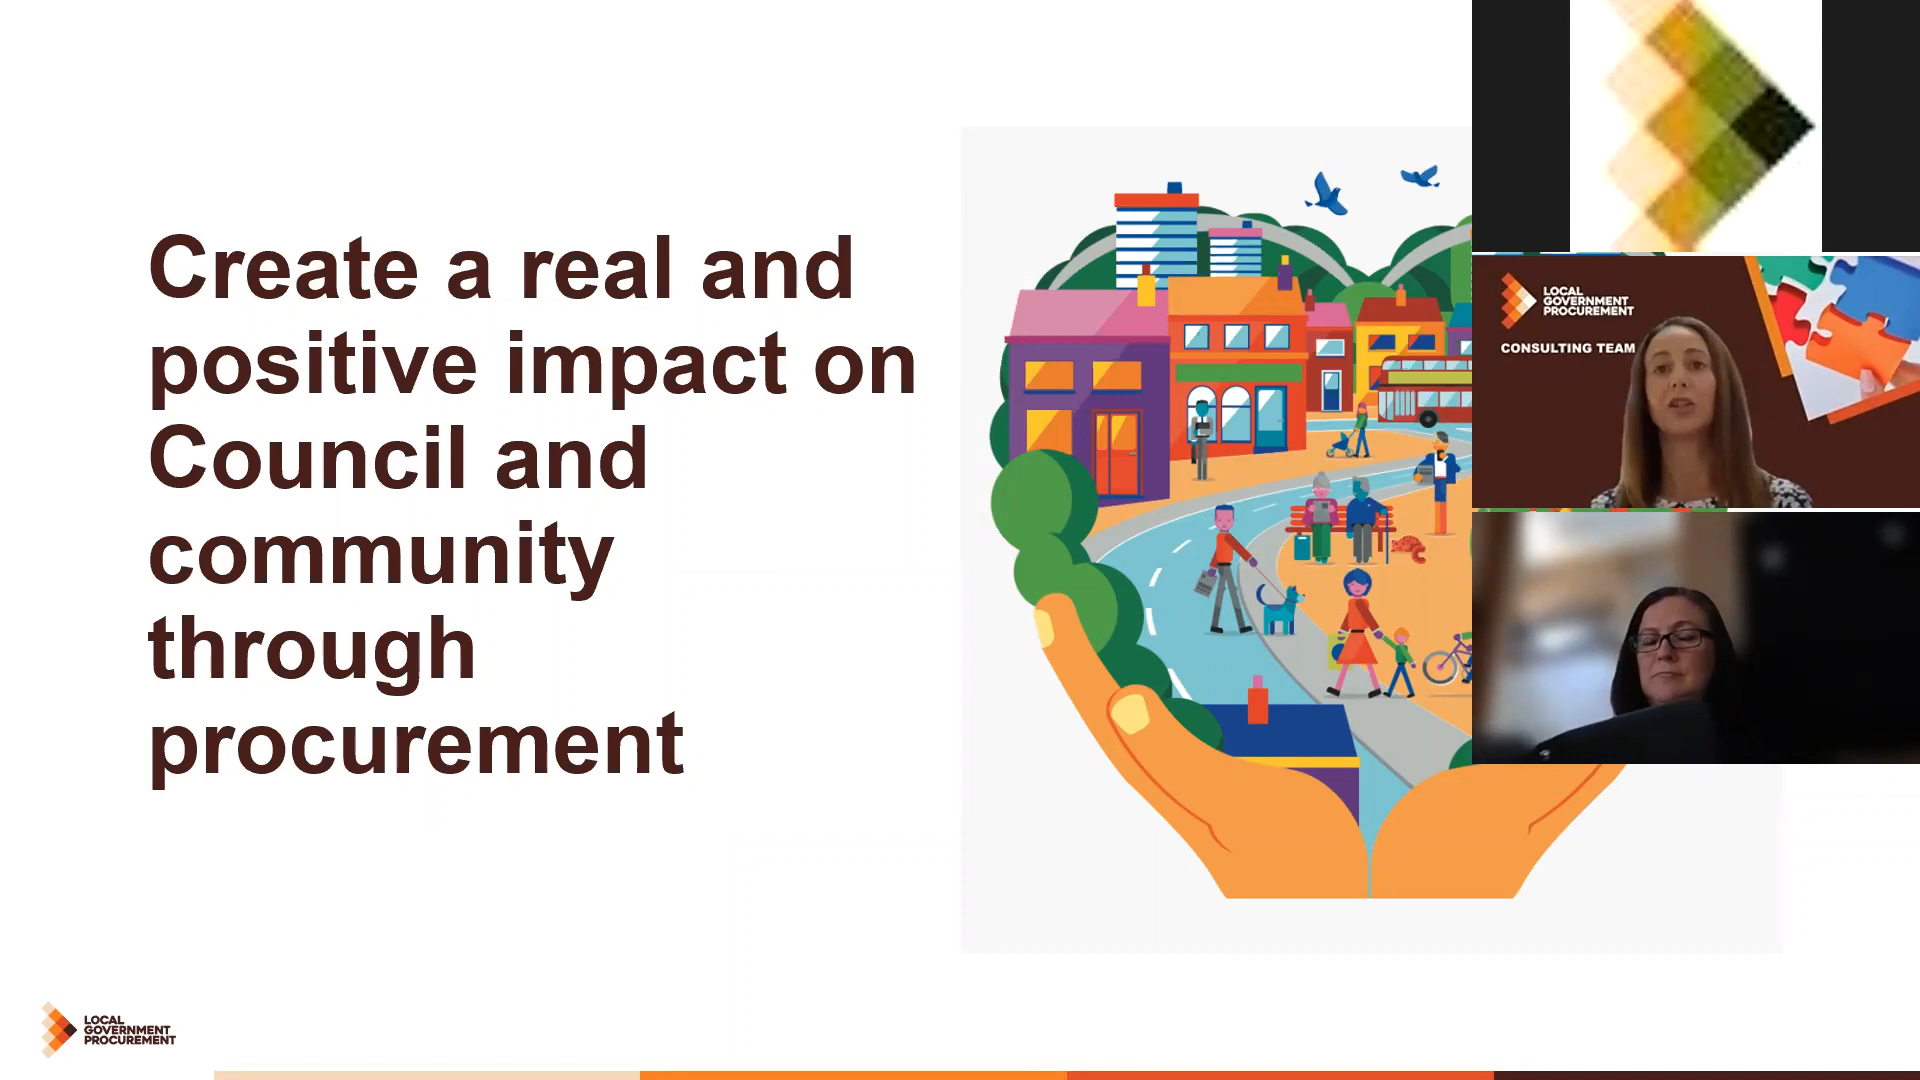 Create a real and
positive impact on
Council and
community
through
procurement
LOCAL
GOVERNMENT
PROCUREMENT
CONSULTING TEAM
LOCAL
GOVERNMENT
PROCUREMENT